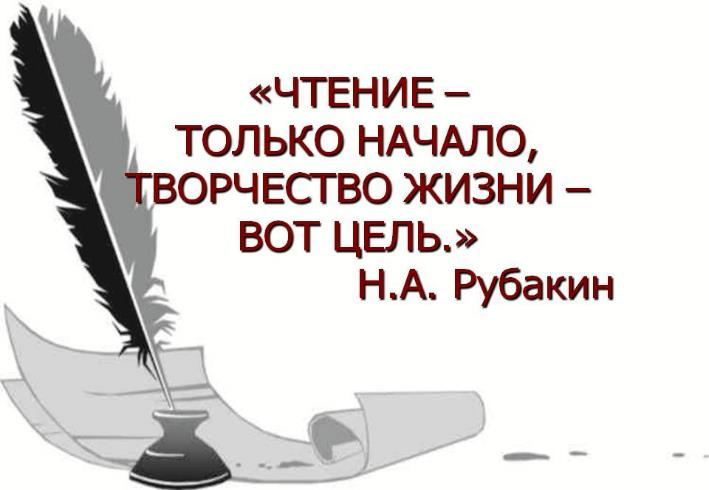 «ЧТЕНИЕ –
ТОЛЬКО НАЧАЛО,
ТВОРЧЕСТВО ЖИЗНИ –
ВОТ ЦЕЛЬ.»
Н.А. Рубакин